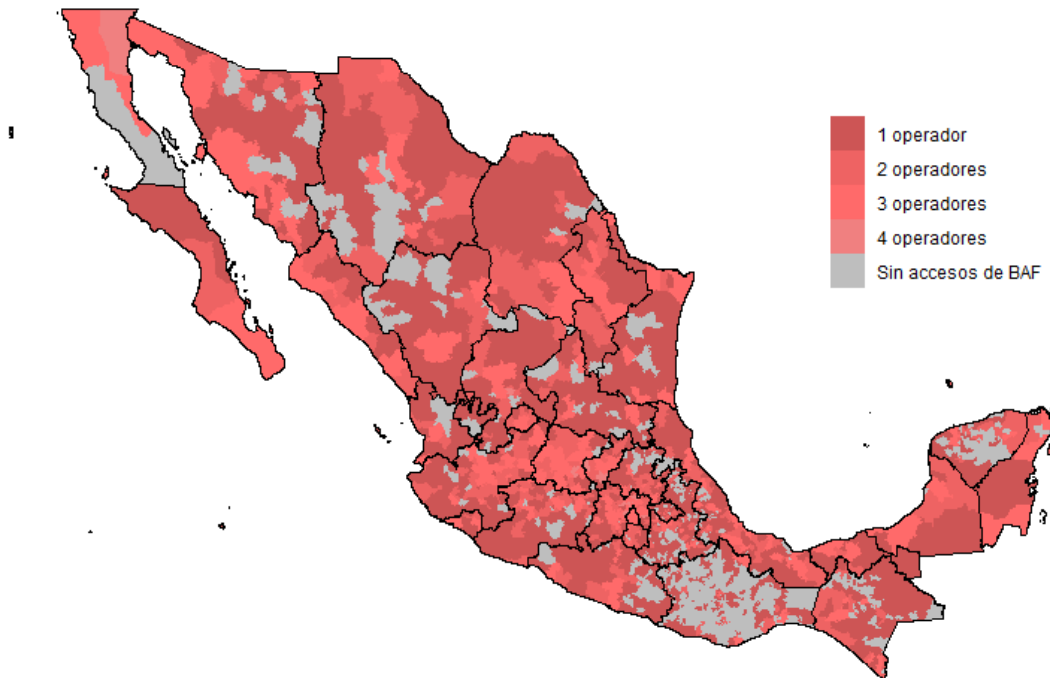 1 operador
2 operadores
3 operadores
4 operadores
Sin accesos de BAF